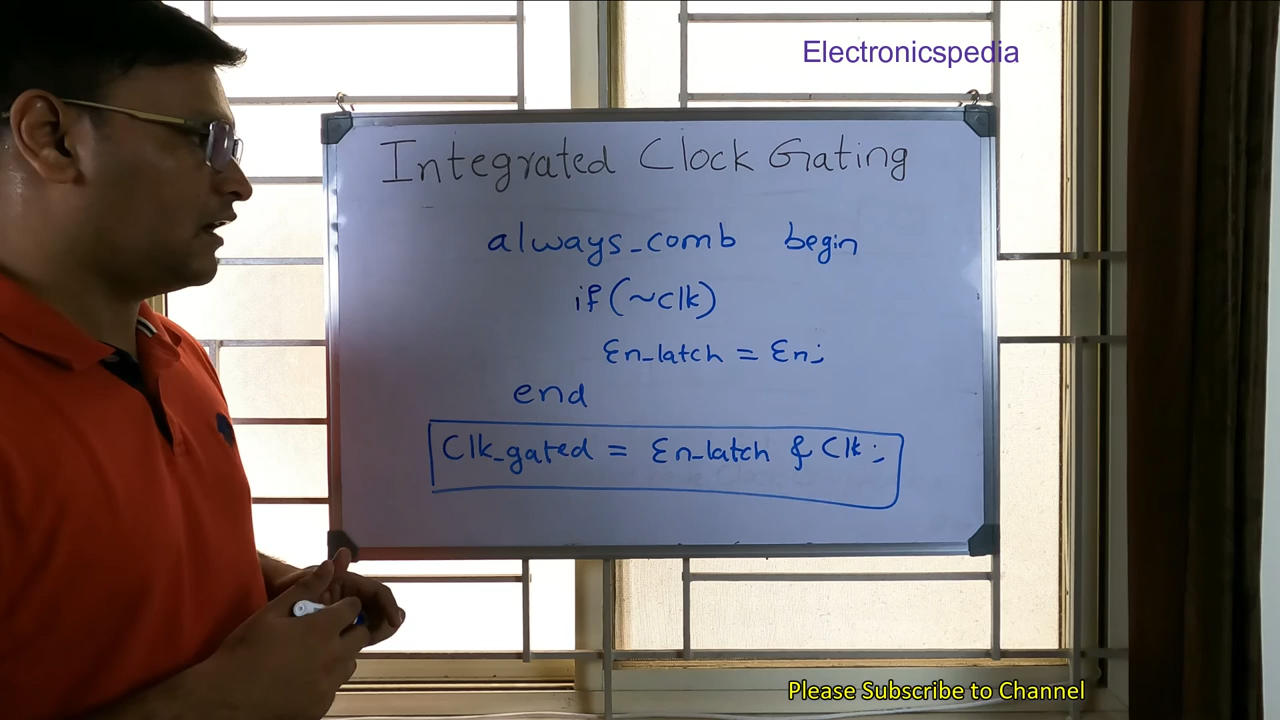 Electronicspedia
Integrated Clock Gating
always_comb begin
if (~clk)
En_latch = En;
end
Clk_gated = En_latch & Clk;
Please Subscribe to Channel